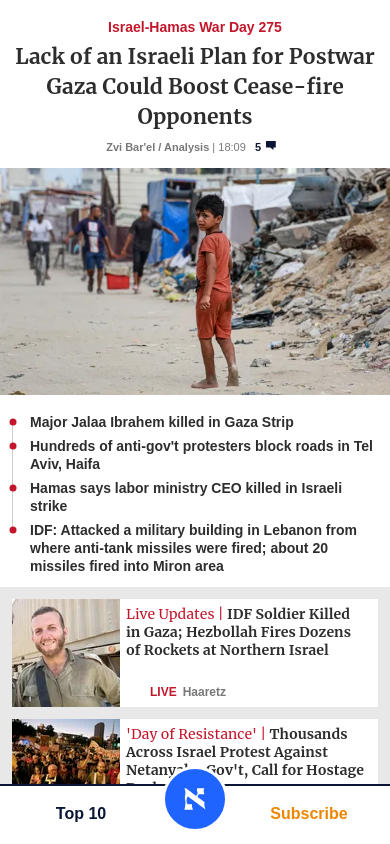 Israel-Hamas War Day 275
Lack of an Israeli Plan for Postwar
Gaza Could Boost Cease-fire
Opponents
Zvi Bar'el / Analysis | 18:09 5
Major Jalaa Ibrahem killed in Gaza Strip
Hundreds of anti-gov't protesters block roads in Tel
Aviv, Haifa
Hamas says labor ministry CEO killed in Israeli
strike
IDF: Attacked a military building in Lebanon from
where anti-tank missiles were fired; about 20
missiles fired into Miron area
Live Updates | IDF Soldier Killed
in Gaza; Hezbollah Fires Dozens
of Rockets at Northern Israel
LIVE Haaretz
'Day of Resistance' | Thousands
Across Israel Protest Against
Gov't, Call for Hostage
Top 10
Subscribe